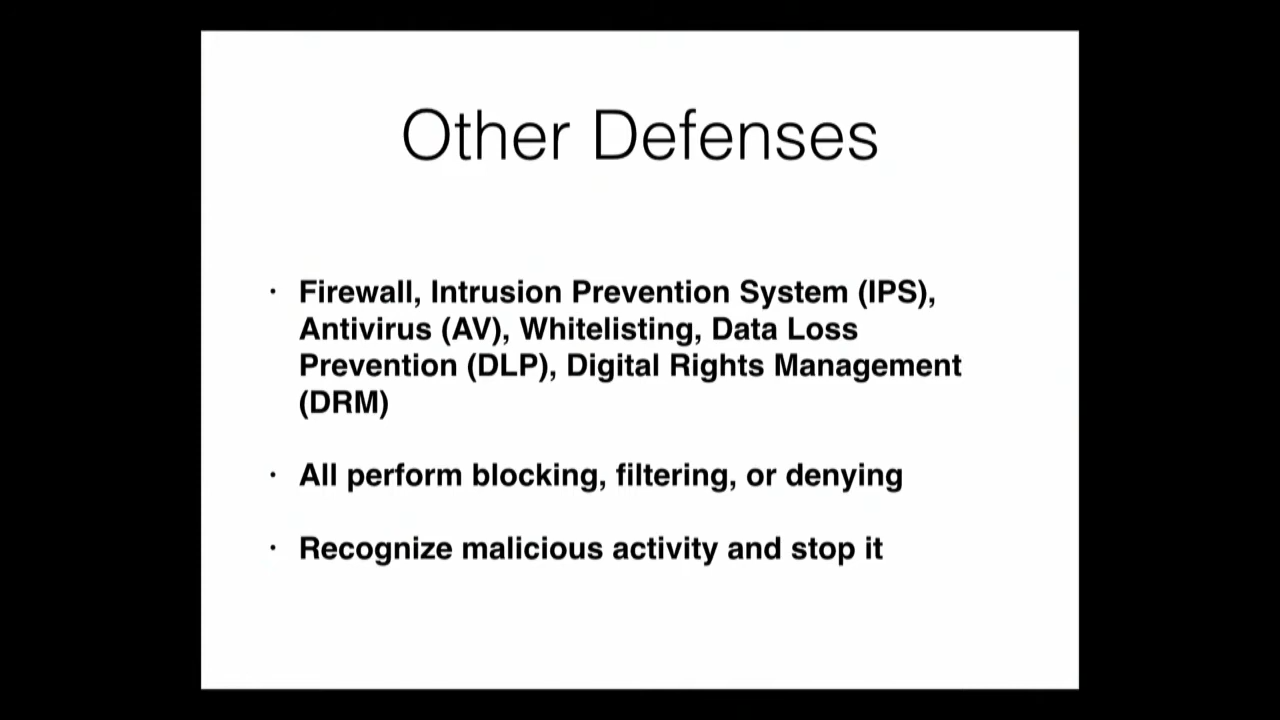 Other Defenses
• Firewall, Intrusion Prevention System (IPS),
Antivirus (AV), Whitelisting, Data Loss
Prevention (DLP), Digital Rights Management
(DRM)
• All perform blocking, filtering, or denying
• Recognize malicious activity and stop it